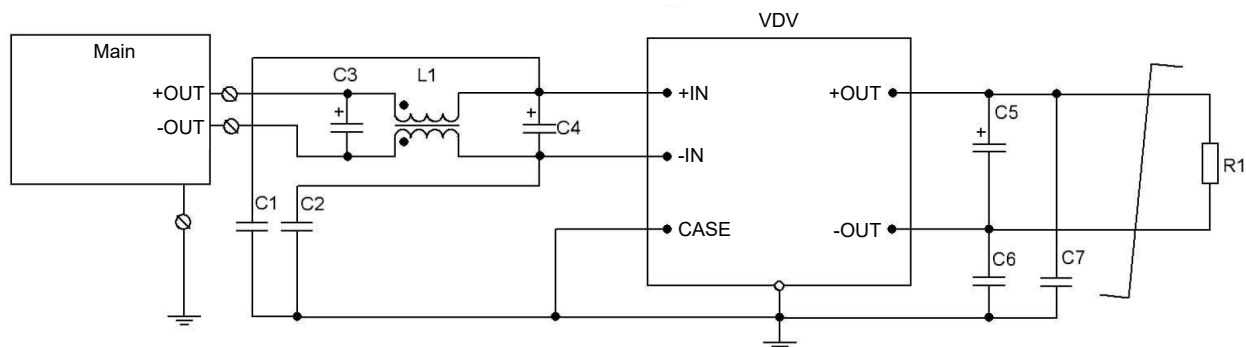 VDV
Main
C3
L1
+OUT
-OUT
+
+
C4
+IN
-IN
CASE
+OUT
-OUT
C5
+
R1
C1
C2
C6
C7